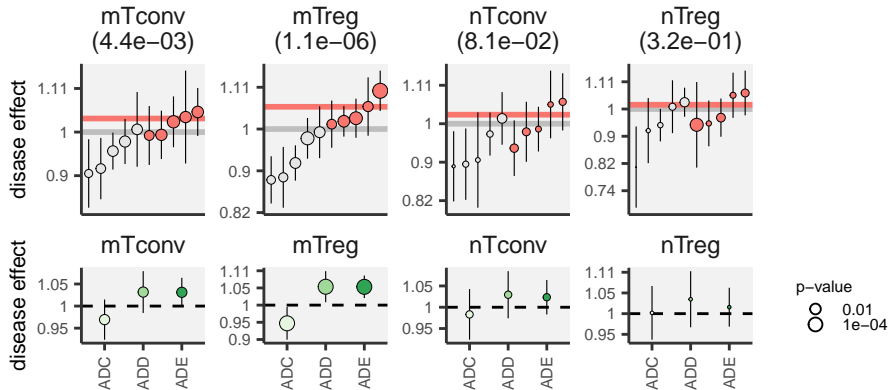 mTconv
(4.4e−03)
mTreg
(1.1e−06)
nTconv
(8.1e−02)
nTreg
(3.2e−01)
disase effect
1.11
1
0.9
1.11
1
0.9
0.82
1.11
1
0.9
0.82
1.11
1
0.9
0.82
0.74
mTconv
mTreg
nTconv
nTreg
disease effect
1.05
1
0.95
1.11
1.05
1
0.95
0.9
1.05
1
0.95
1.11
1.05
1
0.95
ADC
ADD
ADE
ADC
ADD
ADE
ADC
ADD
ADE
ADC
ADD
ADE
p−value
0.01
1e−04